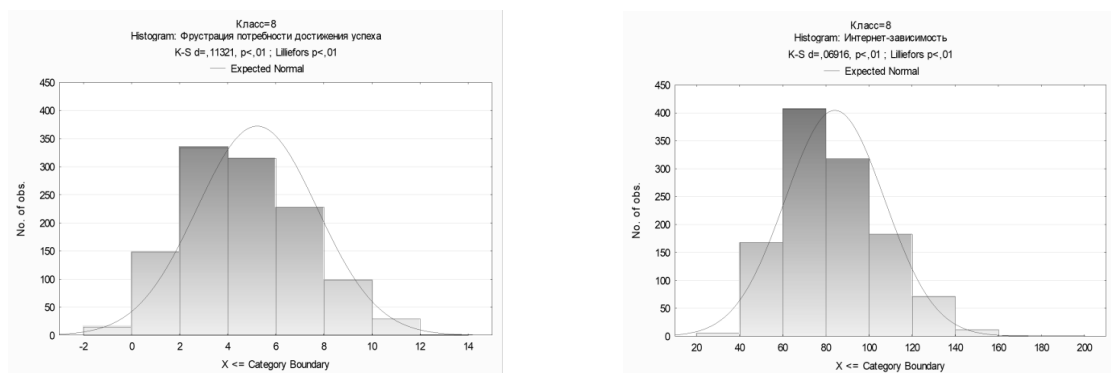 Класс=8
Histogram: Фрустрация потребности достижения успеха
K-S d=,11321, p<,01 ; Lilliefors p<,01
Expected Normal
450
400
350
300
250
200
150
100
50
0
No. of obs.
-2 0 2 4 6 8 10 12 14
X <= Category Boundary
Класс=8
Histogram: Интернет-зависимость
K-S d=,06916, p<,01 ; Lilliefors p<,01
Expected Normal
450
400
350
300
250
200
150
100
50
0
No. of obs.
20 40 60 80 100 120 140 160 180 200
X <= Category Boundary